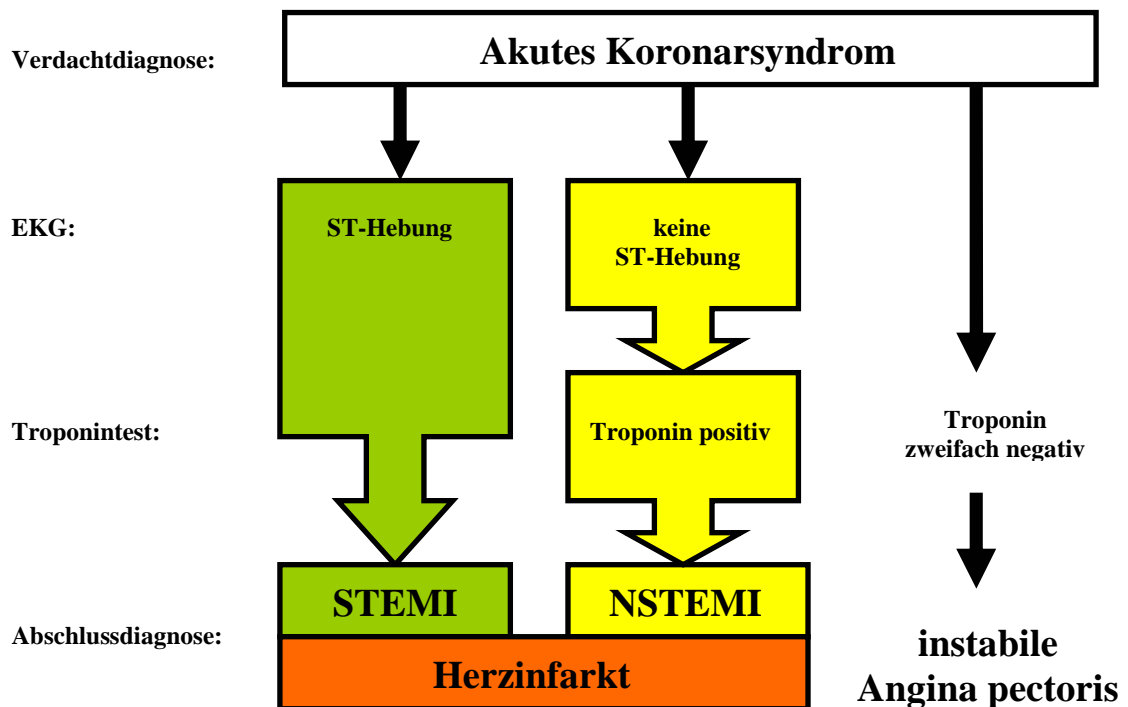 Verdachtdiagnose:
Akutes Koronarsyndrom
EKG:
ST-Hebung
keine
ST-Hebung
Troponintest:
Troponin positiv
Troponin
zweifach negativ
Abschlussdiagnose:
STEMI
NSTEMI
Herzinfarkt
instabile
Angina pectoris